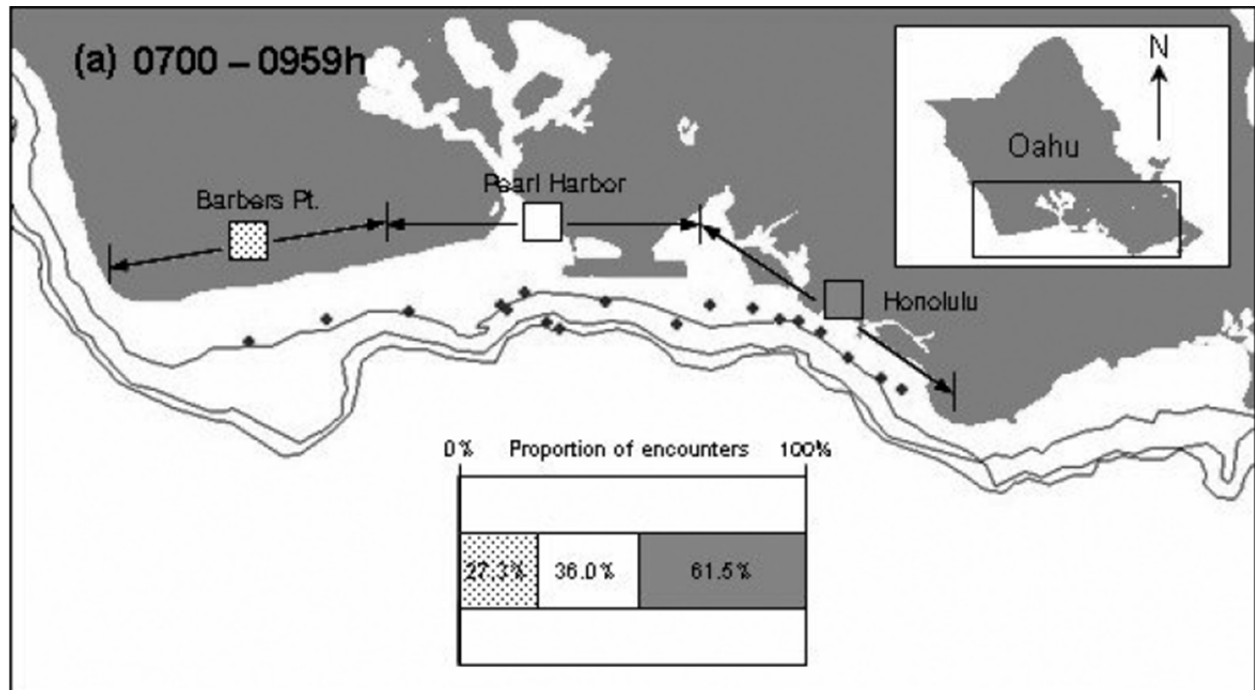 (a) 0700 – 0959h
N
Oahu
Pearl Harbor
Barbers Pt.
Honolulu
0% Proportion of encounters 100%
27.3% 36.0% 61.5%